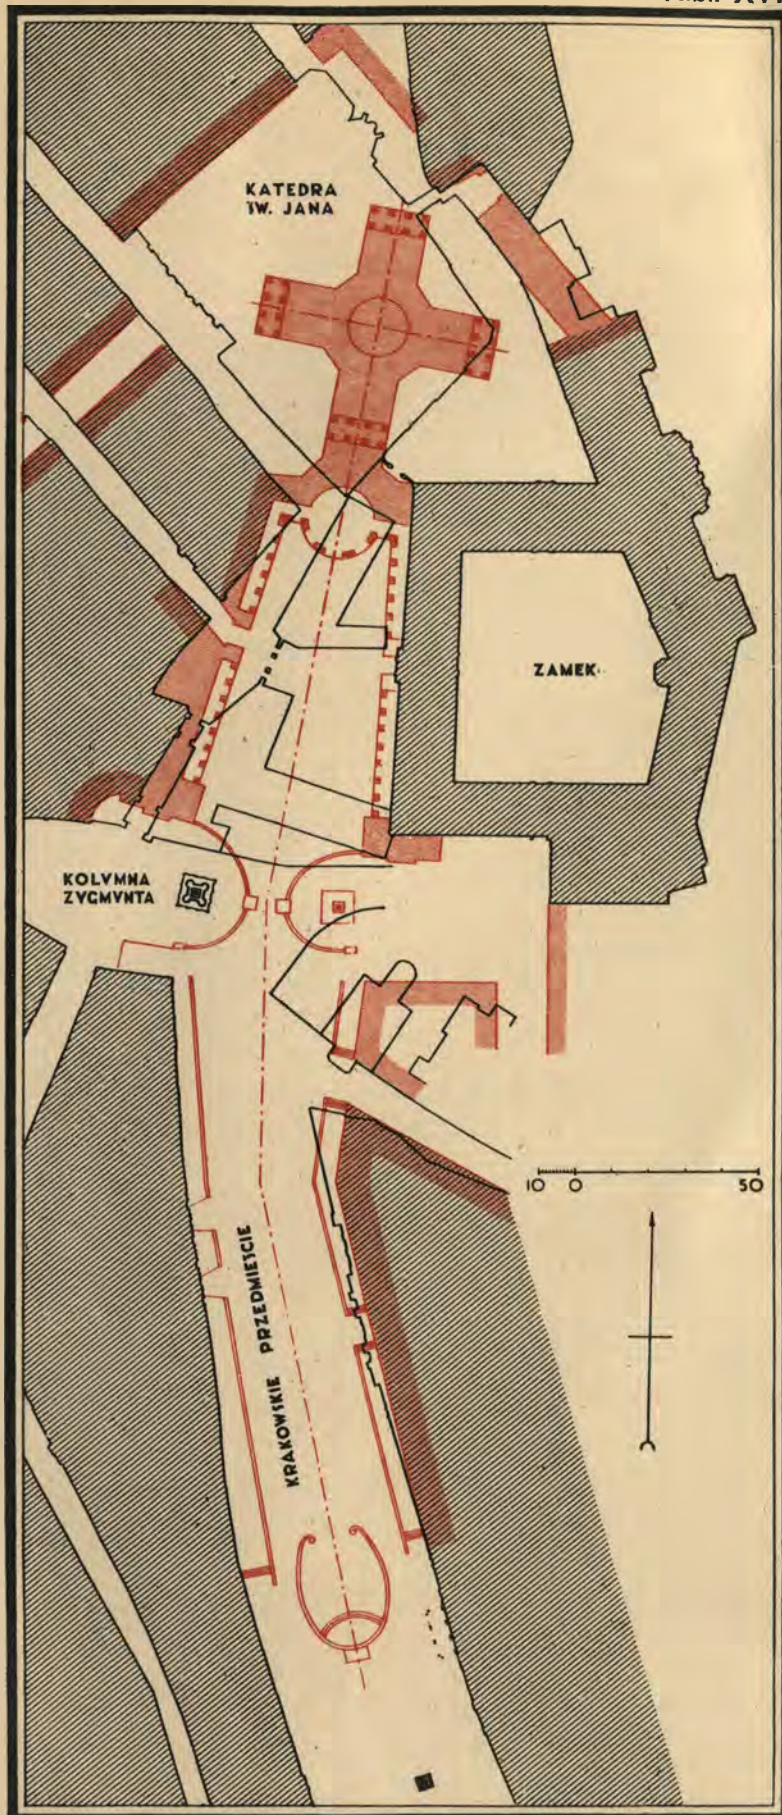 KATEDRA
ŚW. JANA
ZAMEK
KOLVMNA
ZYGMVNTA
10 0 50
KRAKOWSKIE PRZEDMIEŚCIE